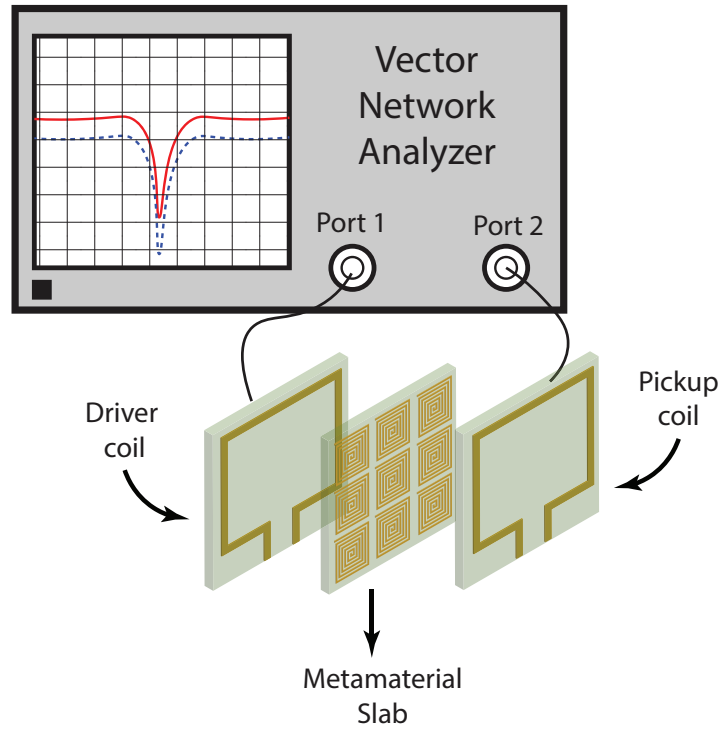 Vector
Network
Analyzer
Port 1
Port 2
Driver
coil
Pickup
coil
Metamaterial
Slab